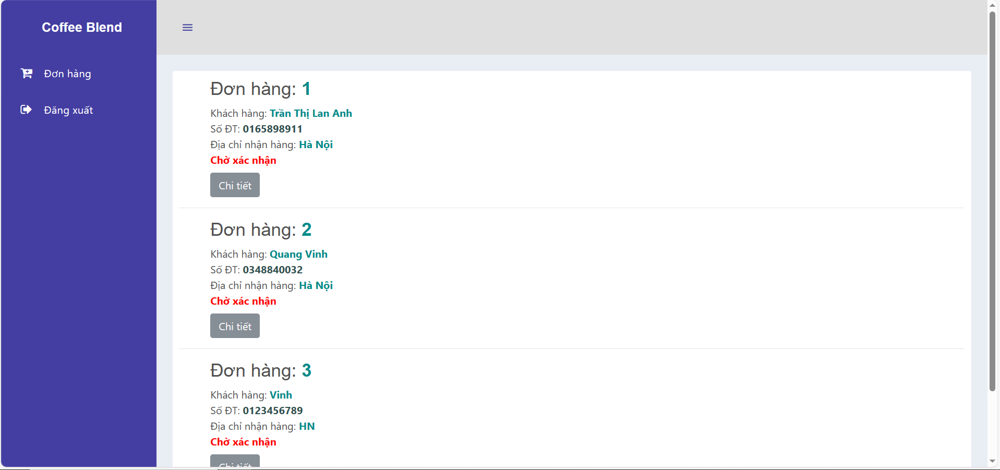 Coffee Blend
Đơn hàng
Đăng xuất
Đơn hàng: 1
Khách hàng: Trần Thị Lan Anh
Số ĐT: 0165898911
Địa chỉ nhận hàng: Hà Nội
Chờ xác nhận
Chi tiết
Đơn hàng: 2
Khách hàng: Quang Vinh
Số ĐT: 0348840032
Địa chỉ nhận hàng: Hà Nội
Chờ xác nhận
Chi tiết
Đơn hàng: 3
Khách hàng: Vinh
Số ĐT: 0123456789
Địa chỉ nhận hàng: HN
Chờ xác nhận
Chi tiết